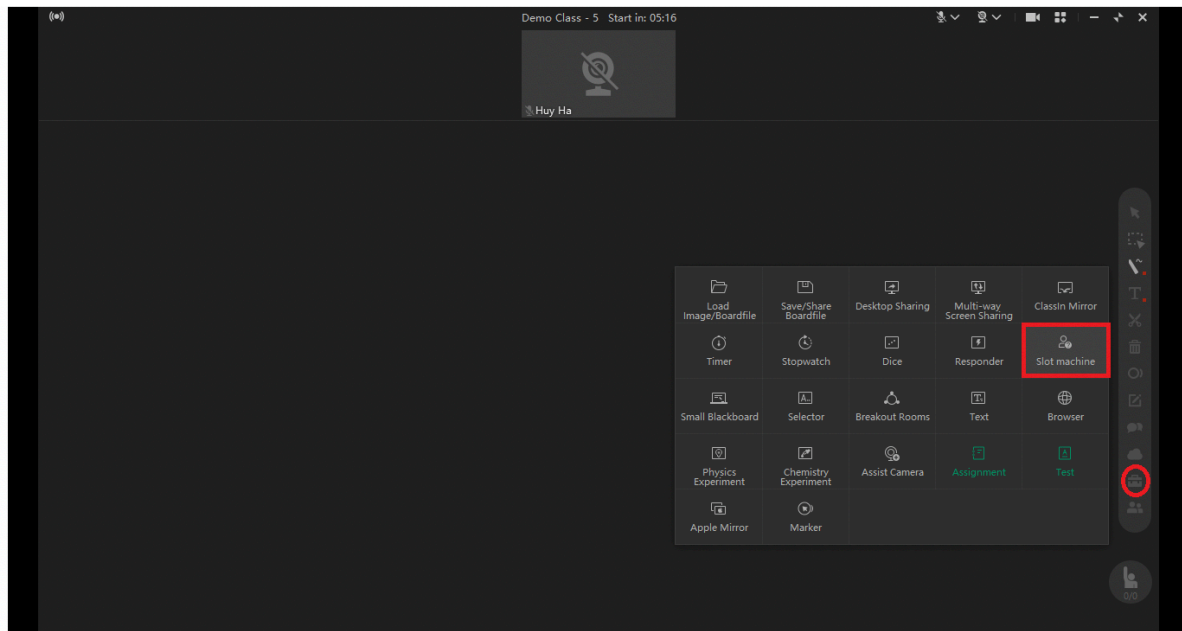 Demo Class - 5 Start in: 05:16
Huy Ha
Load
Image/Boardfile
Save/Share
Boardfile
Desktop Sharing
Multi-way
Screen Sharing
ClassIn Mirror
Timer
Stopwatch
Dice
Responder
Slot machine
Small Blackboard
Selector
Breakout Rooms
Text
Browser
Physics
Experiment
Chemistry
Experiment
Assist Camera
Assignment
Test
Apple Mirror
Marker
0/0